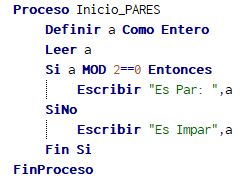 Proceso Inicio_PARES
Definir a Como Entero
Leer a
Si a MOD 2==0 Entonces
Escribir "Es Par: ",a
SiNo
Escribir "Es Impar",a
Fin Si
FinProceso